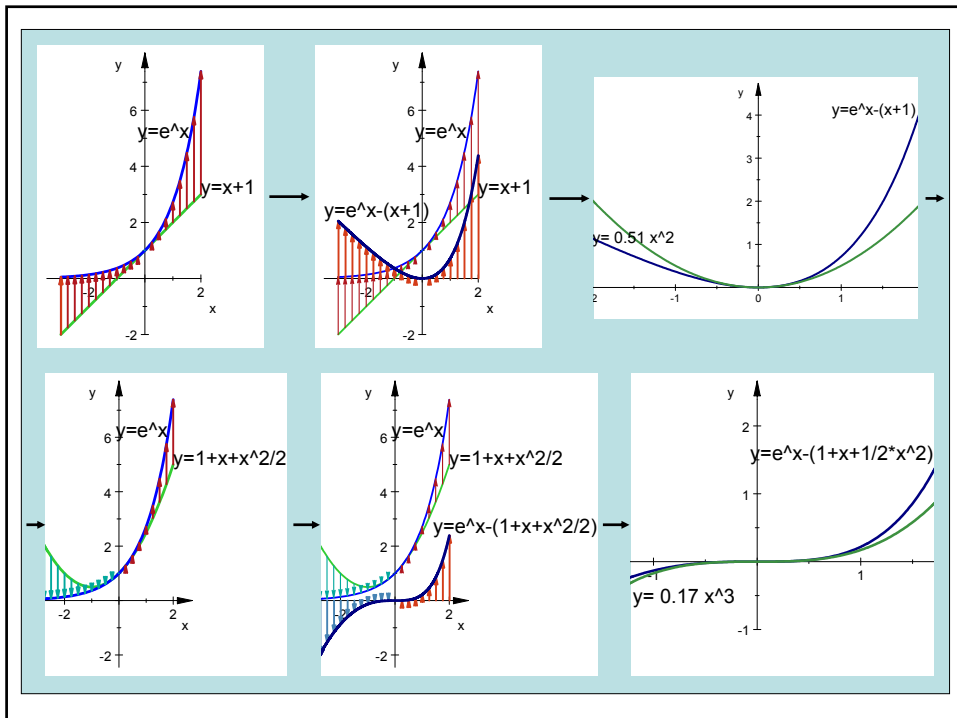 y
6
y=e^x
4
y=x+1
2
-2
2
x
-2
y
6
y=e^x
4
y=x+1
y=e^x-(x+1)
2
-2
2
x
-2
y
4
y=e^x-(x+1)
3
2
y= 0.51 x^2
1
2
-1
0
1
y
y=e^x
6
y=1+x+x^2/2
4
2
-2
2
x
-2
y
y=e^x
6
y=1+x+x^2/2
4
y=e^x-(1+x+x^2/2)
2
0
2
x
-2
y
2
y=e^x-(1+x+1/2*x^2)
1
-1
1
y= 0.17 x^3
-1